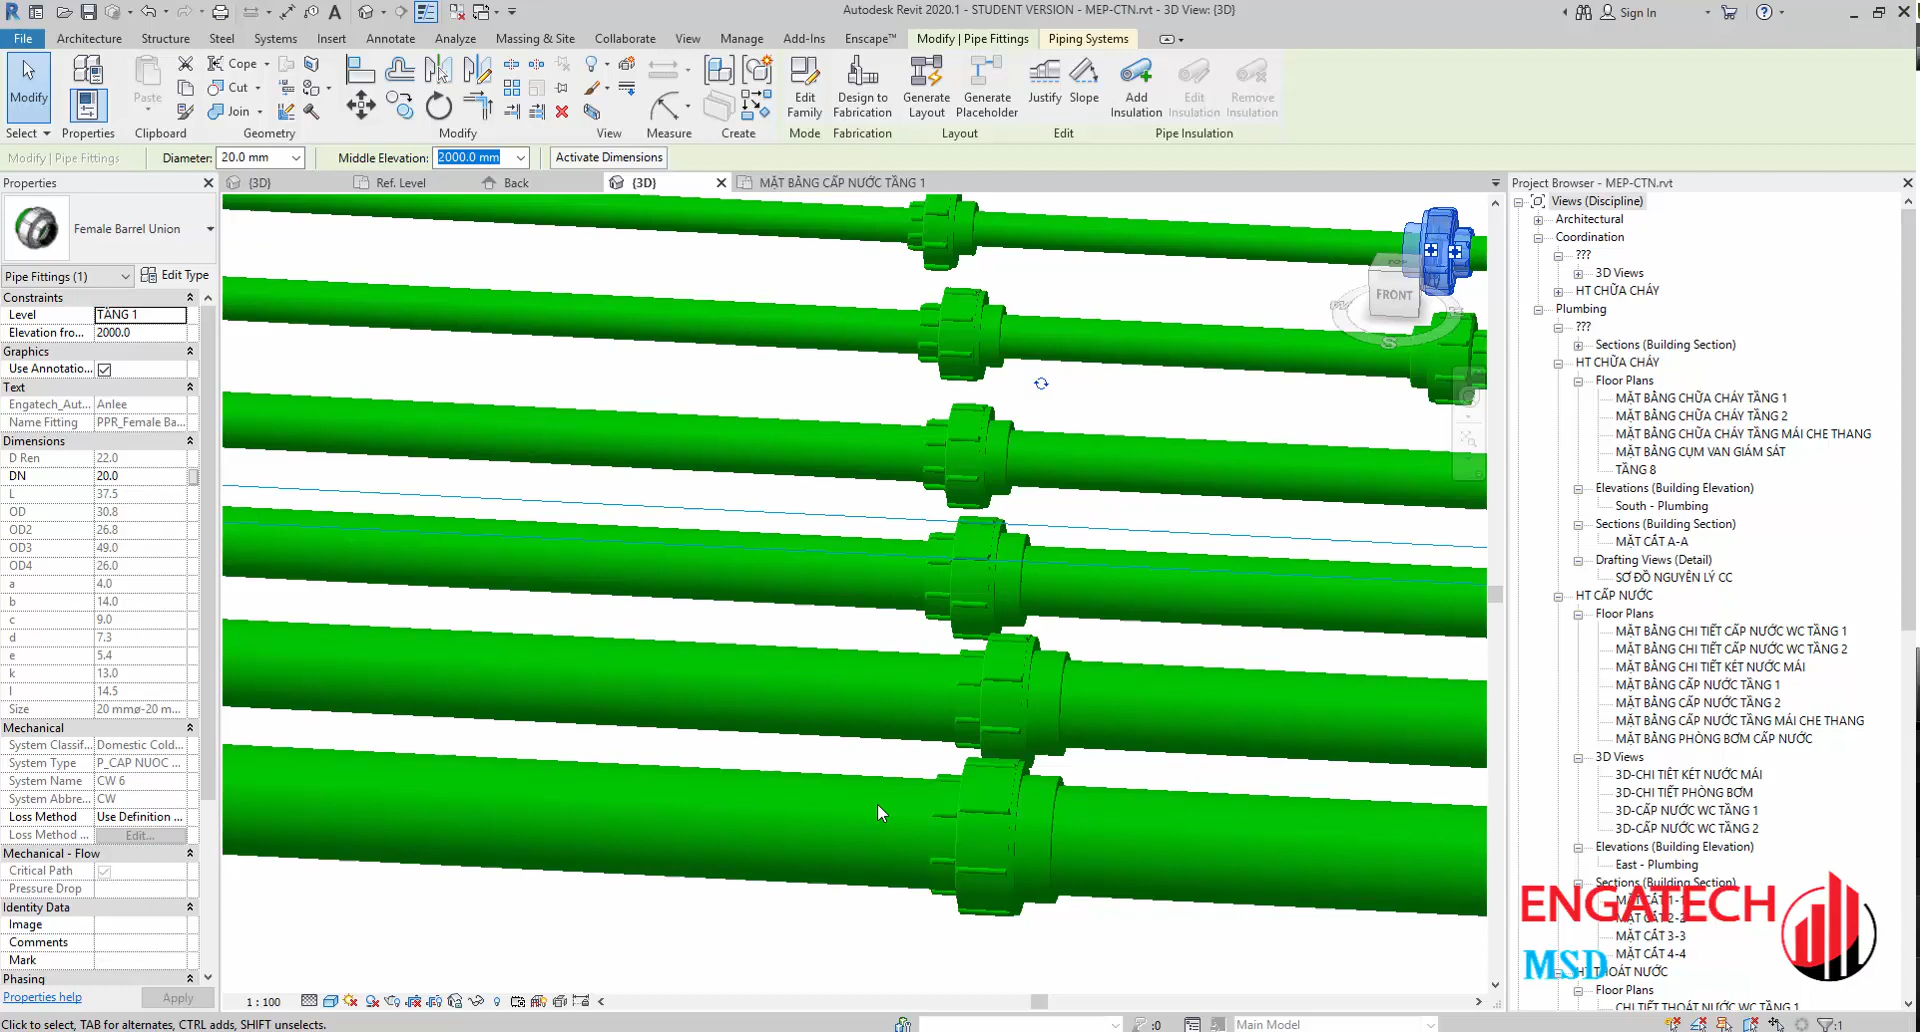 Autodesk Revit 2020.1 - STUDENT VERSION - MEP-CTN.rvt - 3D View: {3D}
Sign In
File Architecture Structure Steel Systems Insert Annotate Analyze Massing & Site Collaborate View Manage Add-Ins Enscape™ Modify | Pipe Fittings Piping Systems
Modify
Select
Properties
Paste
Clipboard
Cope
Cut
Join
Geometry
Modify
View
Measure
Create
Edit Family
Mode
Design to Fabrication
Fabrication
Generate Layout
Generate Placeholder
Layout
Justify
Slope
Edit
Add Insulation
Edit Insulation
Remove Insulation
Pipe Insulation
Modify | Pipe Fittings
Diameter: 20.0 mm
Middle Elevation: 2000.0 mm
Activate Dimensions
Properties
{3D}
Ref. Level
Back
{3D}
MẶT BẰNG CẤP NƯỚC TẦNG 1
Project Browser - MEP-CTN.rvt
Female Barrel Union
Pipe Fittings (1)
Edit Type
Constraints
Level TẦNG 1
Elevation fro... 2000.0
Graphics
Use Annotatio...
Text
Engatech_Aut... Anlee
Name Fitting PPR_Female Ba...
Dimensions
D Ren 22.0
DN 20.0
L 37.5
OD 30.8
OD2 26.8
OD3 49.0
OD4 26.0
a 4.0
b 14.0
c 9.0
d 7.3
e 5.4
k 13.0
l 14.5
Size 20 mmø-20 m...
Mechanical
System Classif... Domestic Cold...
System Type P_CAP NUOC ...
System Name CW 6
System Abbre... CW
Loss Method Use Definition ...
Loss Method ... Edit...
Mechanical - Flow
Critical Path
Pressure Drop
Identity Data
Image
Comments
Mark
Phasing
Properties help
Apply
FRONT
S
1 : 100
Views (Discipline)
Architectural
Coordination
???
3D Views
HT CHỮA CHÁY
Plumbing
???
Sections (Building Section)
HT CHỮA CHÁY
Floor Plans
MẶT BẰNG CHỮA CHÁY TẦNG 1
MẶT BẰNG CHỮA CHÁY TẦNG 2
MẶT BẰNG CHỮA CHÁY TẦNG MÁI CHE THANG
MẶT BẰNG CỤM VAN GIÁM SÁT
TẦNG 8
Elevations (Building Elevation)
South - Plumbing
Sections (Building Section)
MẶT CẮT A-A
Drafting Views (Detail)
SƠ ĐỒ NGUYÊN LÝ CC
HT CẤP NƯỚC
Floor Plans
MẶT BẰNG CHI TIẾT CẤP NƯỚC WC TẦNG 1
MẶT BẰNG CHI TIẾT CẤP NƯỚC WC TẦNG 2
MẶT BẰNG CHI TIẾT KÉT NƯỚC MÁI
MẶT BẰNG CẤP NƯỚC TẦNG 1
MẶT BẰNG CẤP NƯỚC TẦNG 2
MẶT BẰNG CẤP NƯỚC TẦNG MÁI CHE THANG
MẶT BẰNG PHÒNG BƠM CẤP NƯỚC
3D Views
3D-CHI TIẾT KÉT NƯỚC MÁI
3D-CHI TIẾT PHÒNG BƠM
3D-CẤP NƯỚC WC TẦNG 1
3D-CẤP NƯỚC WC TẦNG 2
Elevations (Building Elevation)
East - Plumbing
Sections (Building Section)
MẶT CẮT 1-1
MẶT CẮT 2-2
MẶT CẮT 3-3
MẶT CẮT 4-4
HT THOÁT NƯỚC
Floor Plans
CHI TIẾT THOÁT NƯỚC WC TẦNG 1
ENGATECH
MSD
Click to select, TAB for alternates, CTRL adds, SHIFT unselects.
:0
Main Model
:1